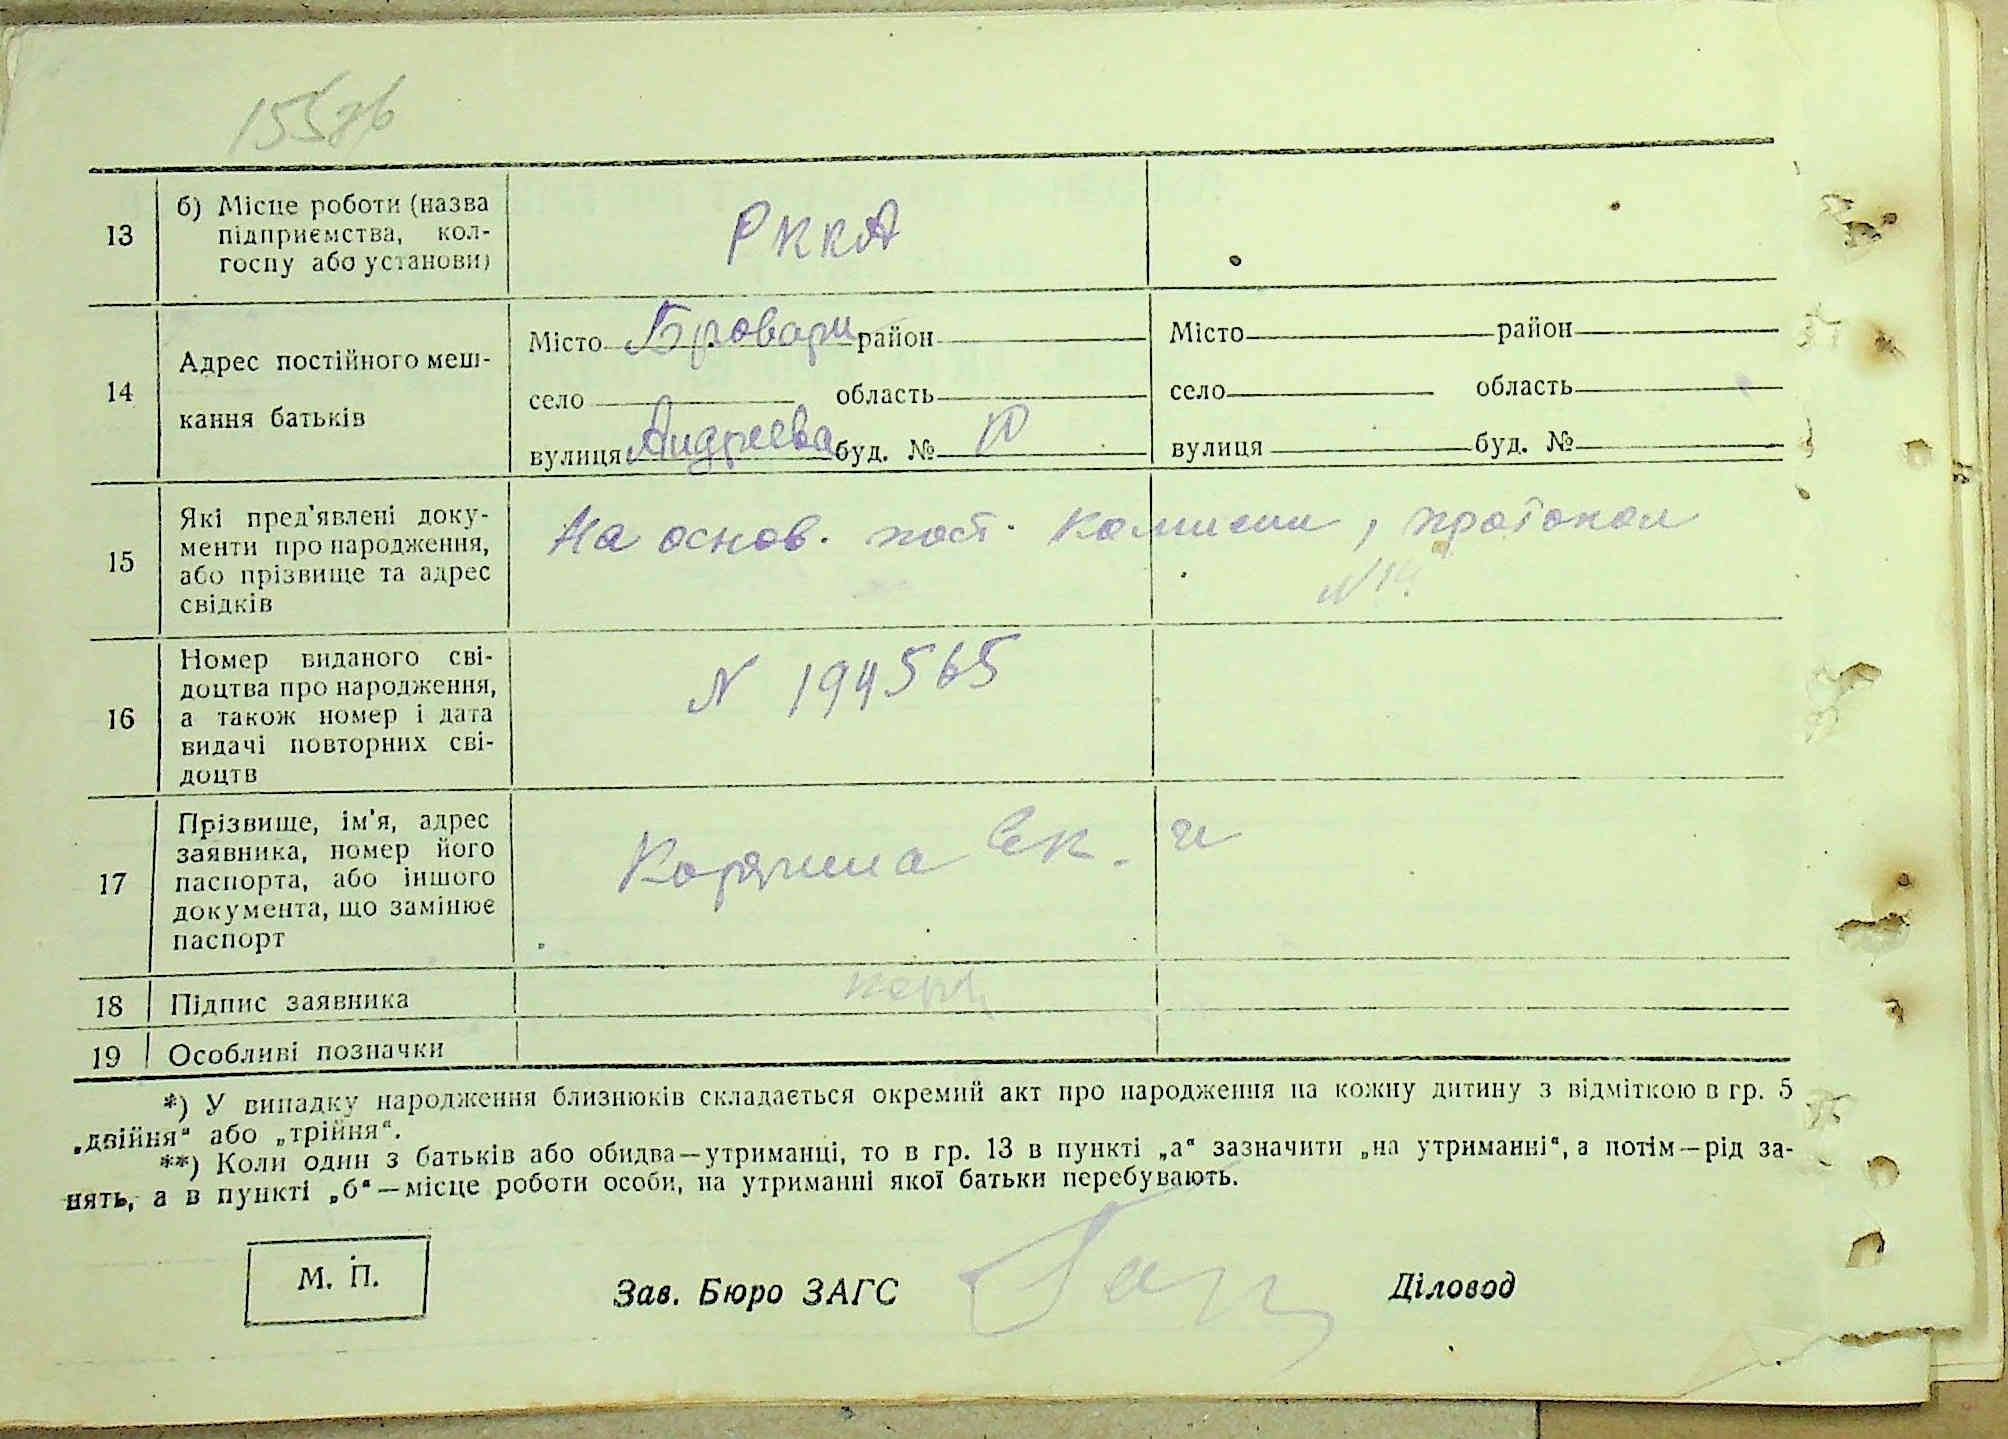 13
б) Місце роботи (назва
підприємства, кол-
госпу або установи)
РККА
14
Адрес постійного меш-
кання батьків
Місто Бровари район
село область
вулиця Андреева буд. №
Місто район
село область
вулиця буд. №
15
Які пред'явлені доку-
менти про народження,
або прізвище та адрес
свідків
На основ. пост. Комисии, протокол
16
Номер виданого сві-
доцтва про народження,
а також номер і дата
видачі повторних сві-
доцтв
N 194565
17
Прізвище, ім'я, адрес
заявника, номер його
паспорта, або іншого
документа, що замінює
паспорт
18
Підпис заявника
19
Особливі позначки
*) У випадку народження близнюків складається окремий акт про народження на кожну дитину з відміткою в гр. 5
„двійня" або „трійня".
**) Коли один з батьків або обидва—утриманці, то в гр. 13 в пункті „а" зазначити „на утриманні", а потім—рід за-
нять, а в пункті „б"—місце роботи особи, на утриманні якої батьки перебувають.
М. П.
Зав. Бюро ЗАГС
Діловод